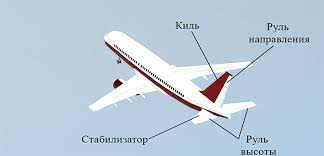 Киль
Руль
направления
Стабилизатор
Руль
высоты